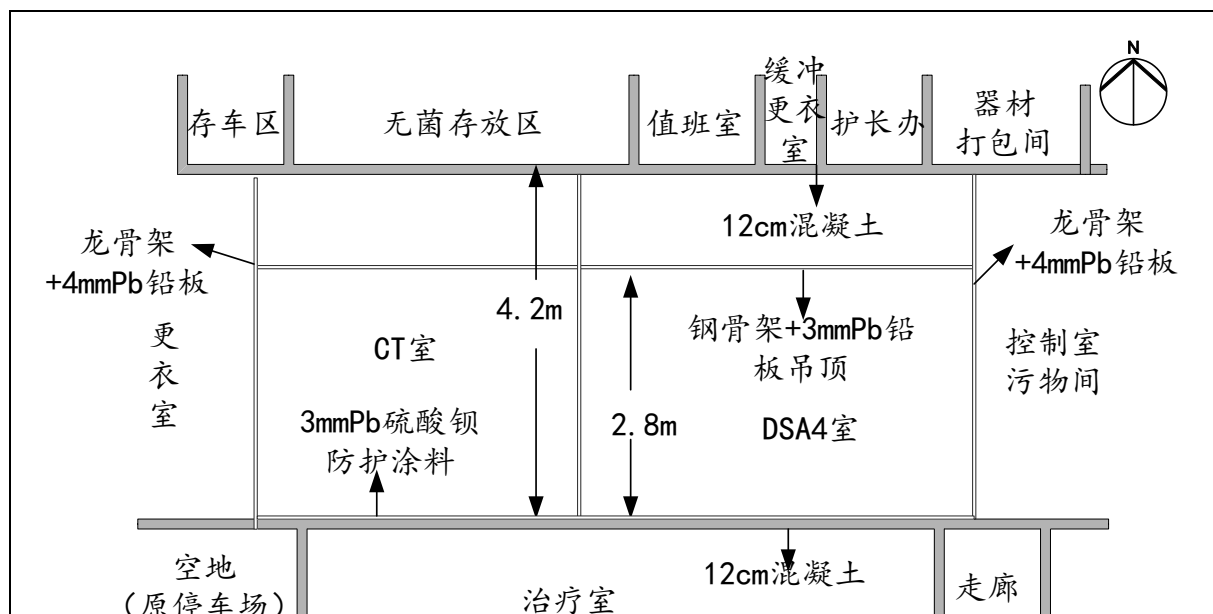 N
存车区
无菌存放区
值班室
缓冲
更衣
室
护长办
器材
打包间
12cm混凝土
龙骨架
+4mmPb铅板
龙骨架
+4mmPb铅板
4.2m
更
衣
室
CT室
钢骨架+3mmPb铅
板吊顶
控制室
污物间
3mmPb硫酸钡
防护涂料
2.8m
DSA4室
12cm混凝土
空地
（原停车场）
治疗室
走廊